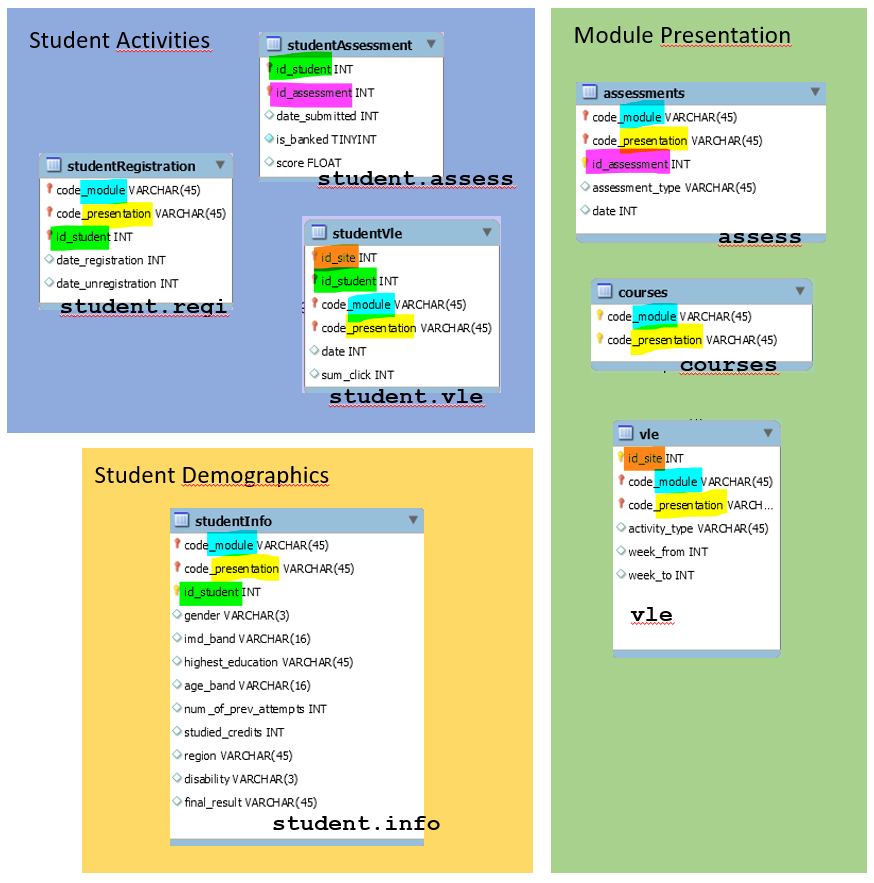 Student Activities
studentAssessment
id_student INT
id_assessment INT
date_submitted INT
is_banked TINYINT
score FLOAT
student.assess
studentRegistration
code_module VARCHAR(45)
code_presentation VARCHAR(45)
id_student INT
date_registration INT
date_unregistration INT
student.regi
studentVle
id_site INT
id_student INT
code_module VARCHAR(45)
code_presentation VARCHAR(45)
date INT
sum_click INT
student.vle
Student Demographics
studentInfo
code_module VARCHAR(45)
code_presentation VARCHAR(45)
id_student INT
gender VARCHAR(3)
imd_band VARCHAR(16)
highest_education VARCHAR(45)
age_band VARCHAR(16)
num_of_prev_attempts INT
studied_credits INT
region VARCHAR(45)
disability VARCHAR(3)
final_result VARCHAR(45)
student.info
Module Presentation
assessments
code_module VARCHAR(45)
code_presentation VARCHAR(45)
id_assessment INT
assessment_type VARCHAR(45)
date INT
assess
courses
code_module VARCHAR(45)
code_presentation VARCHAR(45)
courses
vle
id_site INT
code_module VARCHAR(45)
code_presentation VARCH...
activity_type VARCHAR(45)
week_from INT
week_to INT
vle